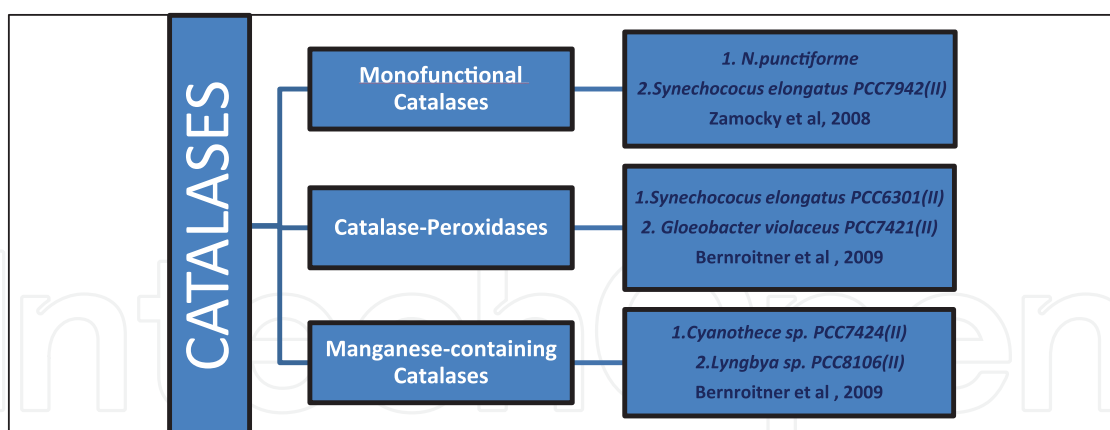 CATALASES
Monofunctional
Catalases
1. N.punctiforme
2.Synechococus elongatus PCC7942(II)
Zamocky et al, 2008
Catalase-Peroxidases
1.Synechococus elongatus PCC6301(II)
2. Gloeobacter violaceus PCC7421(II)
Bernroitner et al , 2009
Manganese-containing
Catalases
1.Cyanothece sp. PCC7424(II)
2.Lyngbya sp. PCC8106(II)
Bernroitner et al, 2009
IntechOpen